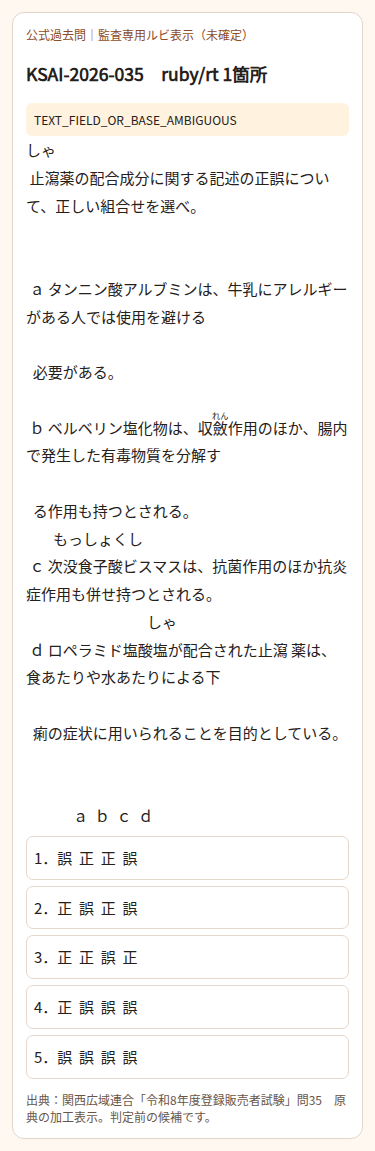 公式過去問｜監査専用ルビ表示（未確定）
KSAI-2026-035　ruby/rt 1箇所
TEXT_FIELD_OR_BASE_AMBIGUOUS
しゃ
止瀉薬の配合成分に関する記述の正誤につい
て、正しい組合せを選べ。
ａ タンニン酸アルブミンは、牛乳にアレルギー
がある人では使用を避ける
必要がある。
れん
ｂ ベルベリン塩化物は、収斂作用のほか、腸内
で発生した有毒物質を分解す
る作用も持つとされる。
もっしょくし
ｃ 次没食子酸ビスマスは、抗菌作用のほか抗炎
症作用も併せ持つとされる。
しゃ
ｄ ロペラミド塩酸塩が配合された止瀉 薬は、
食あたりや水あたりによる下
痢の症状に用いられることを目的としている。
ａ ｂ ｃ ｄ
1．誤 正 正 誤
2．正 誤 正 誤
3．正 正 誤 正
4．正 誤 誤 誤
5．誤 誤 誤 誤
出典：関西広域連合「令和8年度登録販売者試験」問35　原
典の加工表示。判定前の候補です。